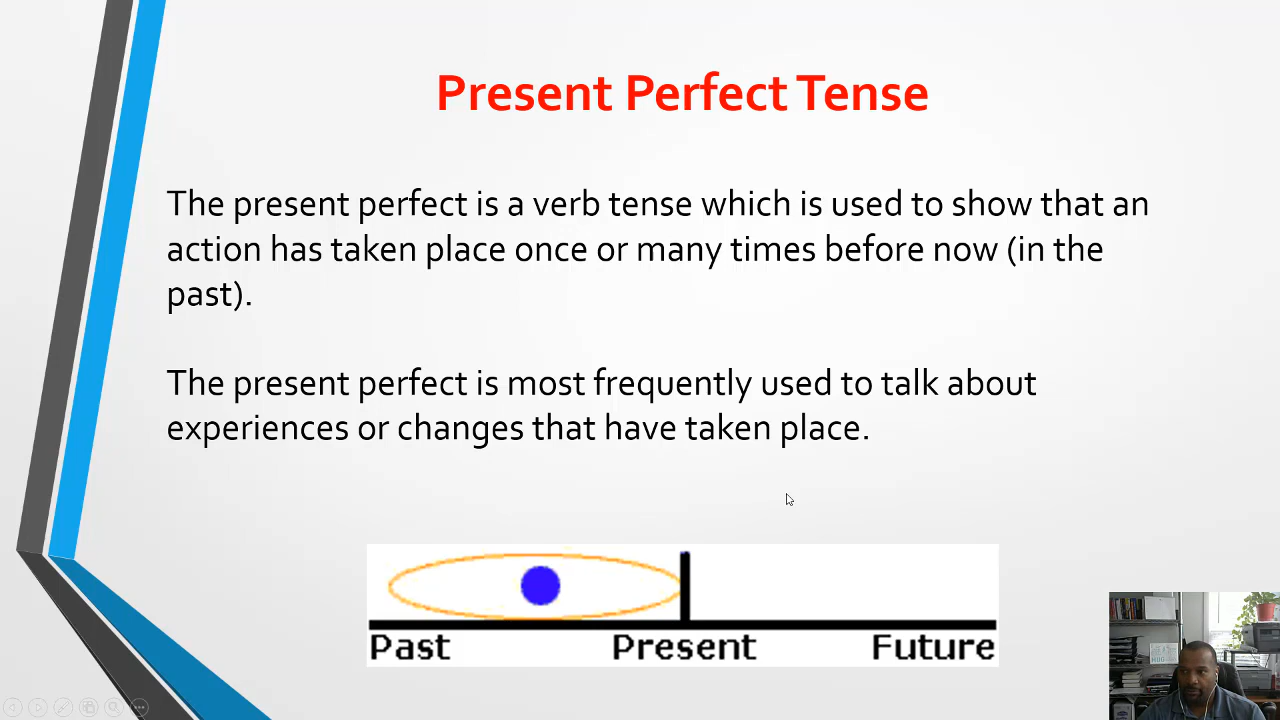 Present Perfect Tense
The present perfect is a verb tense which is used to show that an
action has taken place once or many times before now (in the
past).
The present perfect is most frequently used to talk about
experiences or changes that have taken place.
Past Present Future